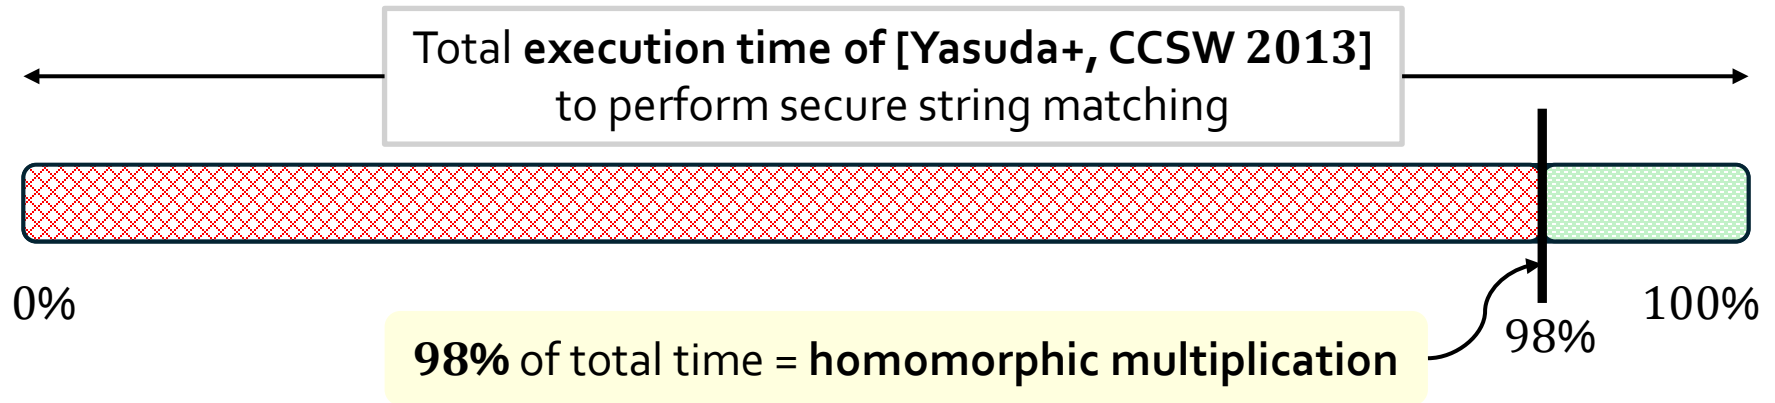 Total execution time of [Yasuda+, CCSW 2013]
to perform secure string matching
0%
98%
100%
98% of total time = homomorphic multiplication